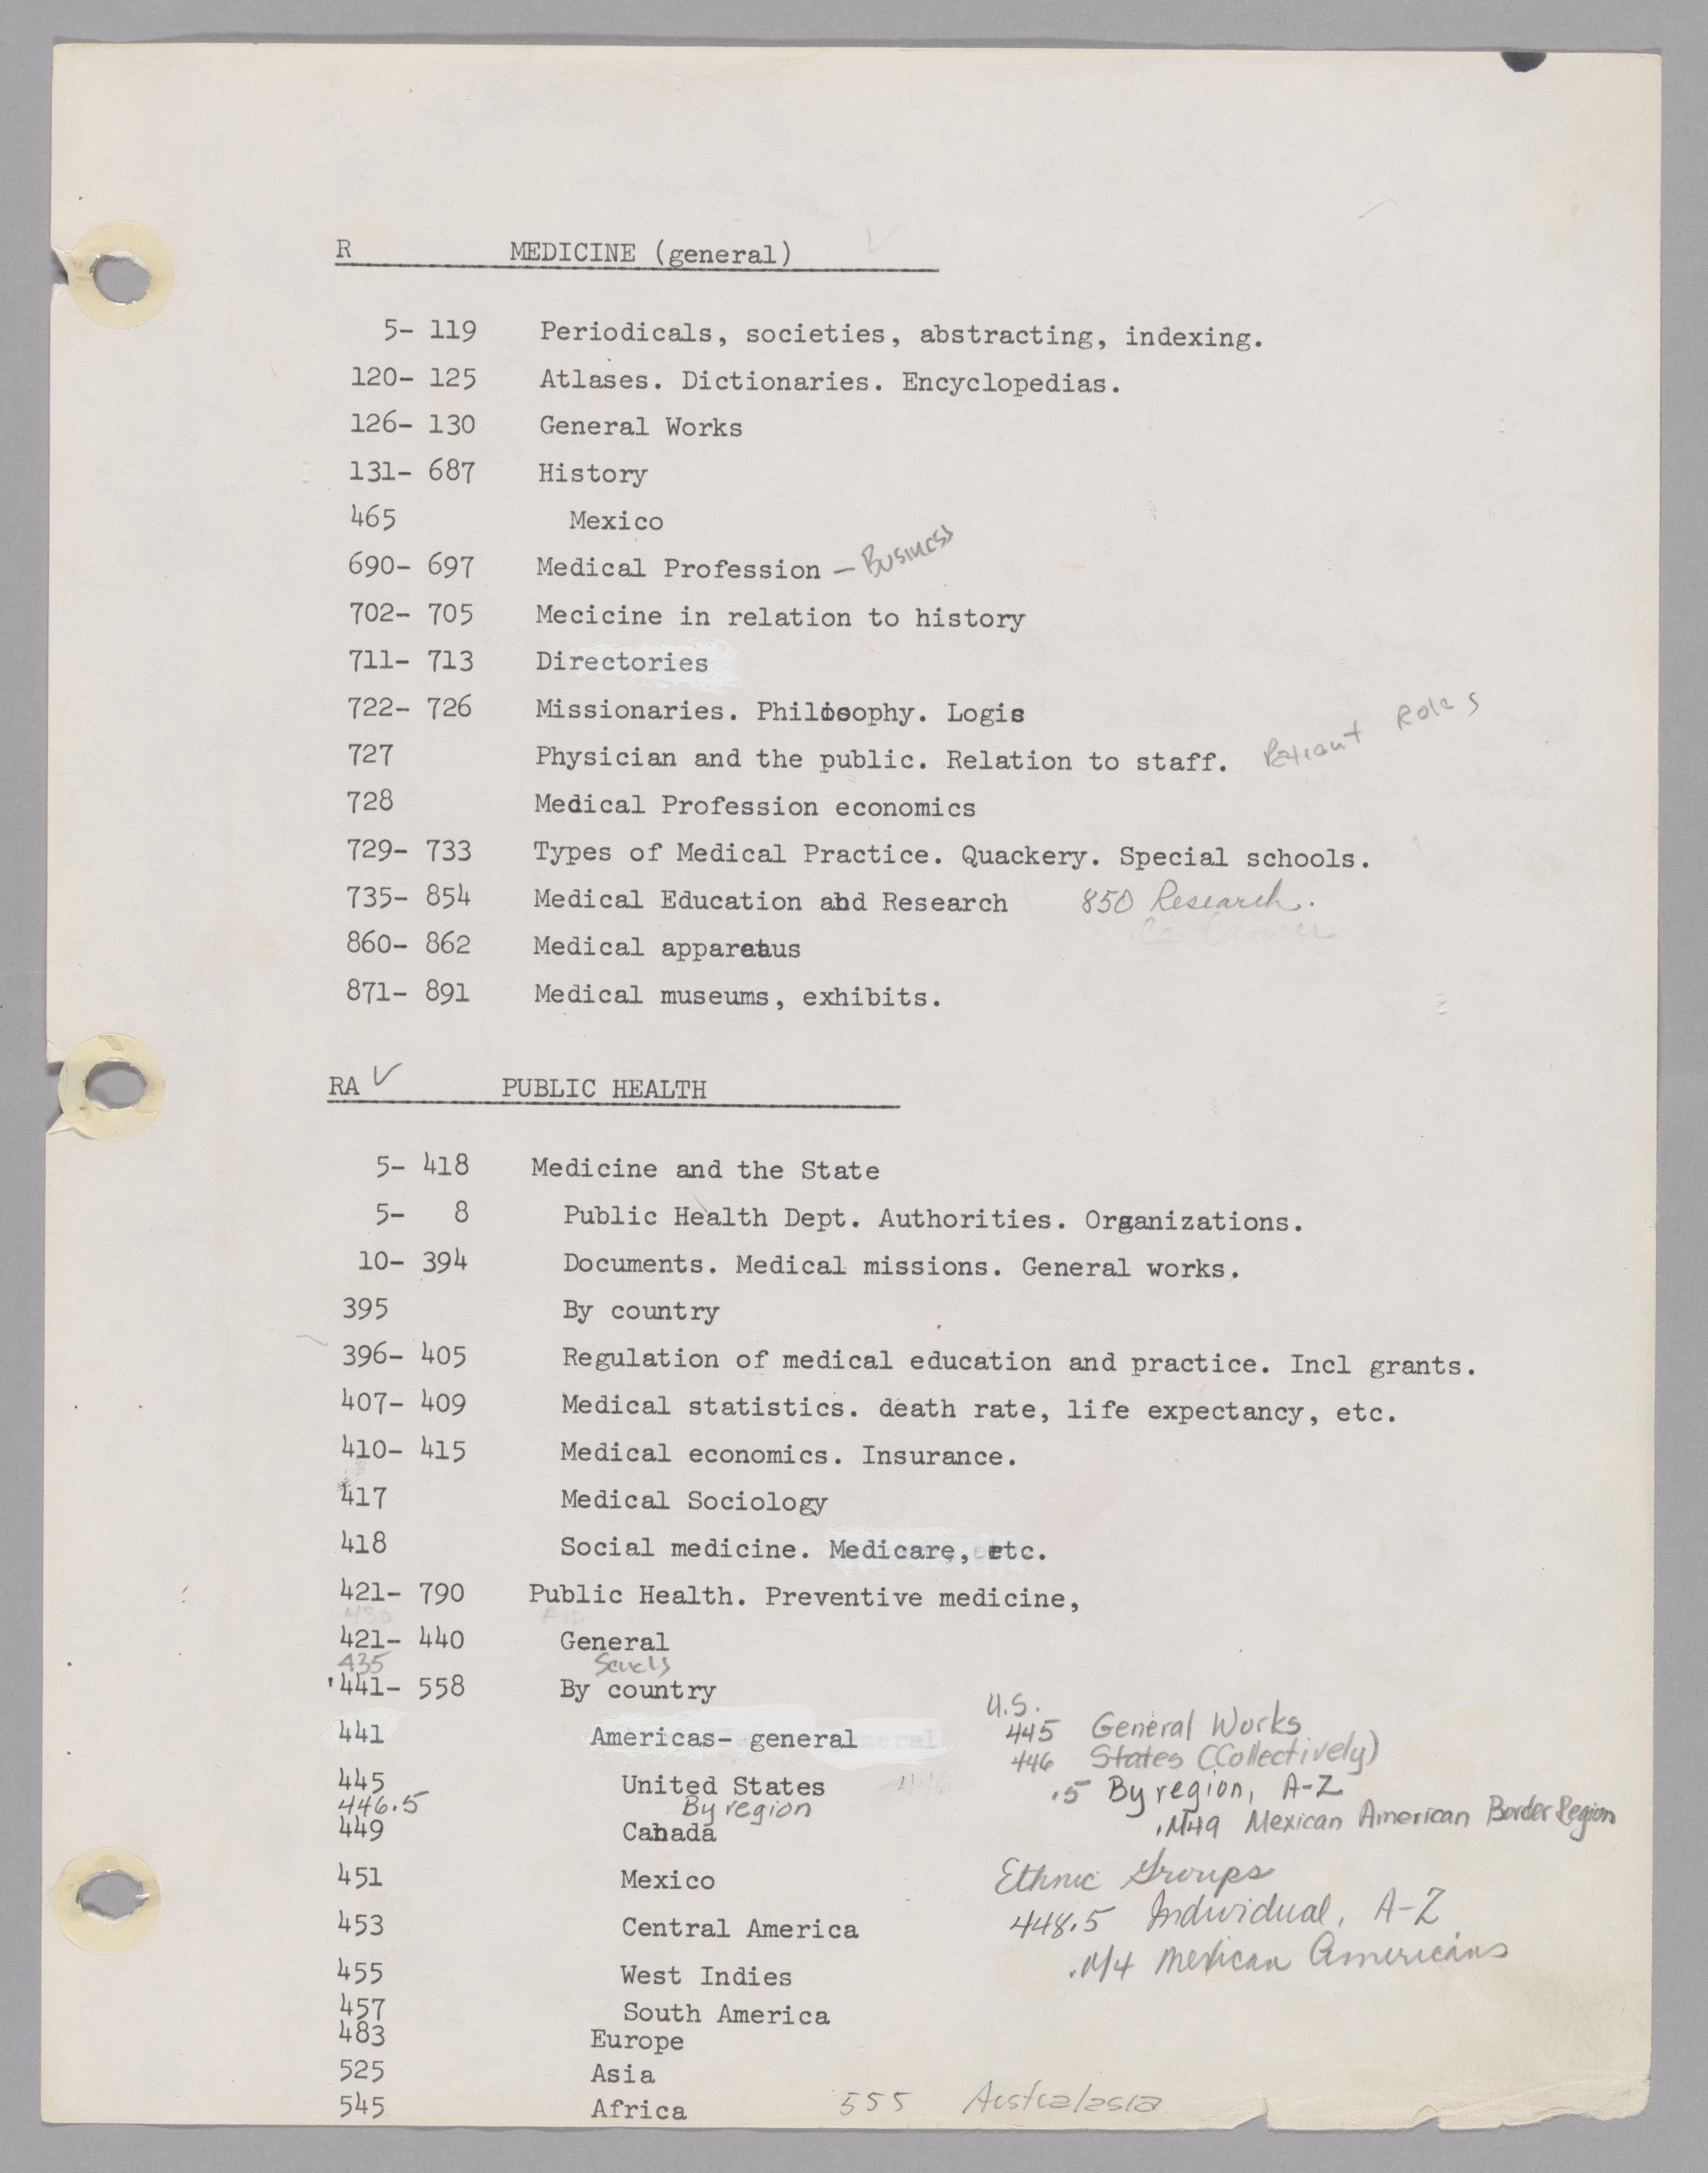 R MEDICINE (general)
5- 119 Periodicals, societies, abstracting, indexing.
120- 125 Atlases. Dictionaries. Encyclopedias.
126- 130 General Works
131- 687 History
465 Mexico
690- 697 Medical Profession — Business
702- 705 Mecicine in relation to history
711- 713 Directories
722- 726 Missionaries. Philosophy. Logic
727 Physician and the public. Relation to staff. Patient Roles
728 Medical Profession economics
729- 733 Types of Medical Practice. Quackery. Special schools.
735- 854 Medical Education and Research 850 Research.
860- 862 Medical apparatus
871- 891 Medical museums, exhibits.
RA ✓ PUBLIC HEALTH
5- 418 Medicine and the State
5- 8 Public Health Dept. Authorities. Organizations.
10- 394 Documents. Medical missions. General works.
395 By country
396- 405 Regulation of medical education and practice. Incl grants.
407- 409 Medical statistics. death rate, life expectancy, etc.
410- 415 Medical economics. Insurance.
417 Medical Sociology
418 Social medicine. Medicare, etc.
421- 790 Public Health. Preventive medicine,
421- 440 General
435
441- 558 By country
U.S.
441 Americas- general 445 General Works
446 States (Collectively)
445 United States .5 By region, A-Z
446.5 By region .M49 Mexican American Border Region
449 Canada
451 Mexico Ethnic Groups
453 Central America 448.5 Individual, A-Z
455 West Indies .M4 Mexican Americans
457 South America
483 Europe
525 Asia
545 Africa 555 Australasia